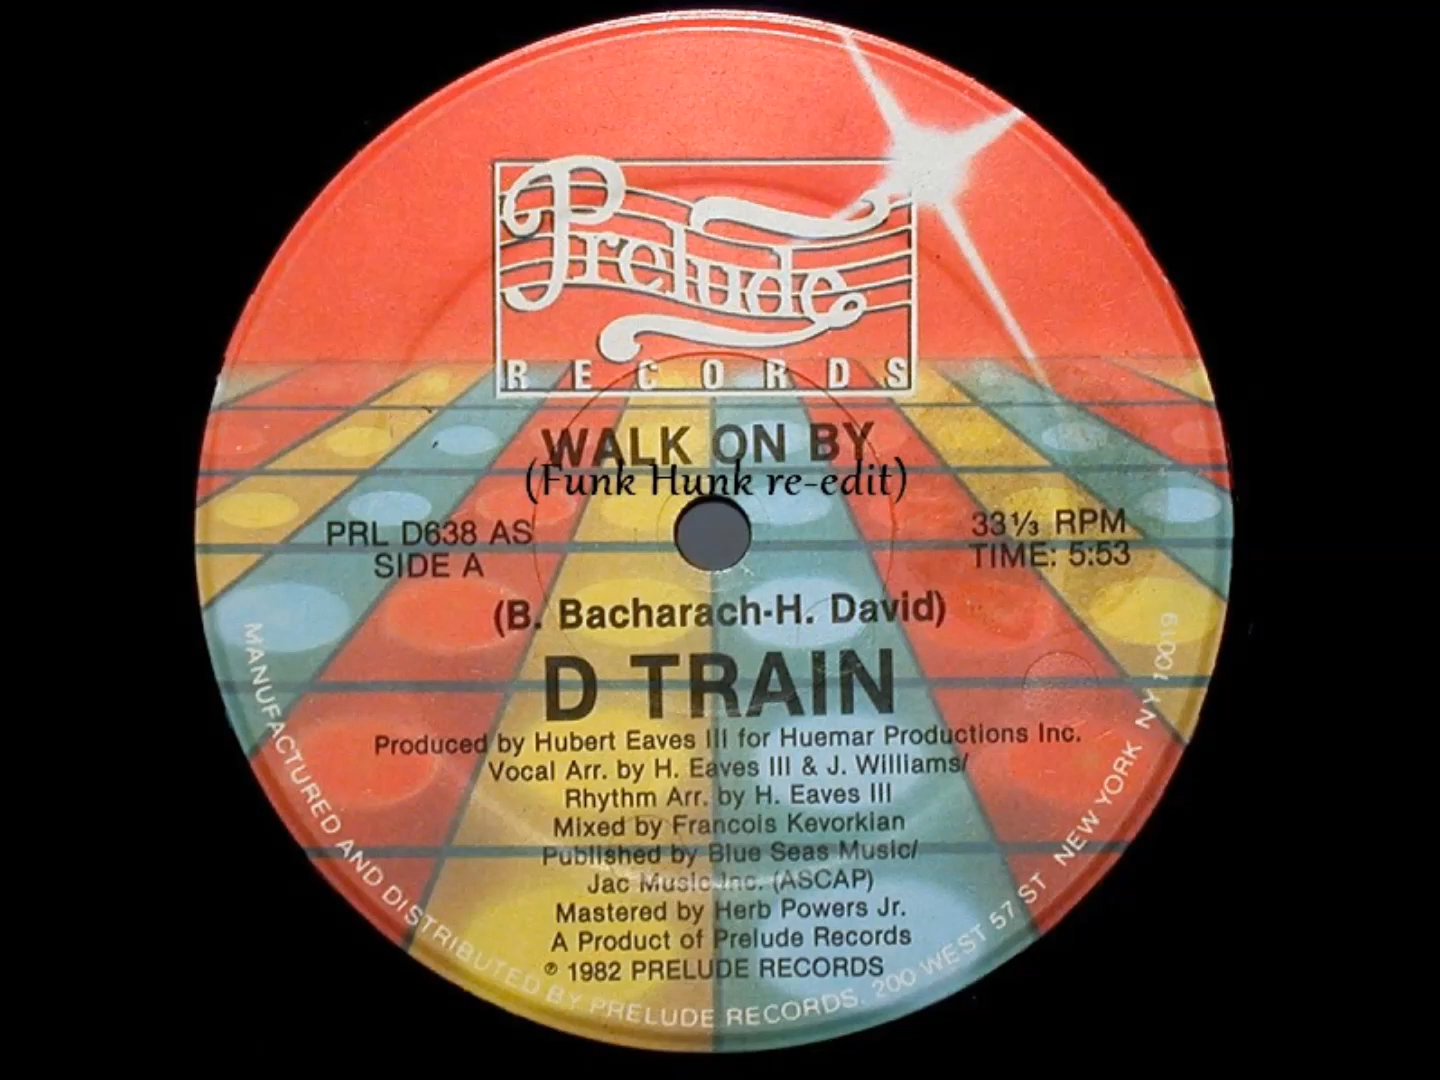 Prelude
RECORDS
WALK ON BY
(Funk Hunk re-edit)
PRL D638 AS
SIDE A
33⅓ RPM
TIME: 5:53
(B. Bacharach-H. David)
D TRAIN
Produced by Hubert Eaves III for Huemar Productions Inc.
Vocal Arr. by H. Eaves III & J. Williams/
Rhythm Arr. by H. Eaves III
Mixed by Francois Kevorkian
Published by Blue Seas Music/
Jac Music Inc. (ASCAP)
Mastered by Herb Powers Jr.
A Product of Prelude Records
℗ 1982 PRELUDE RECORDS
MANUFACTURED AND DISTRIBUTED BY PRELUDE RECORDS. 200 WEST 57 ST NEW YORK NY 10019